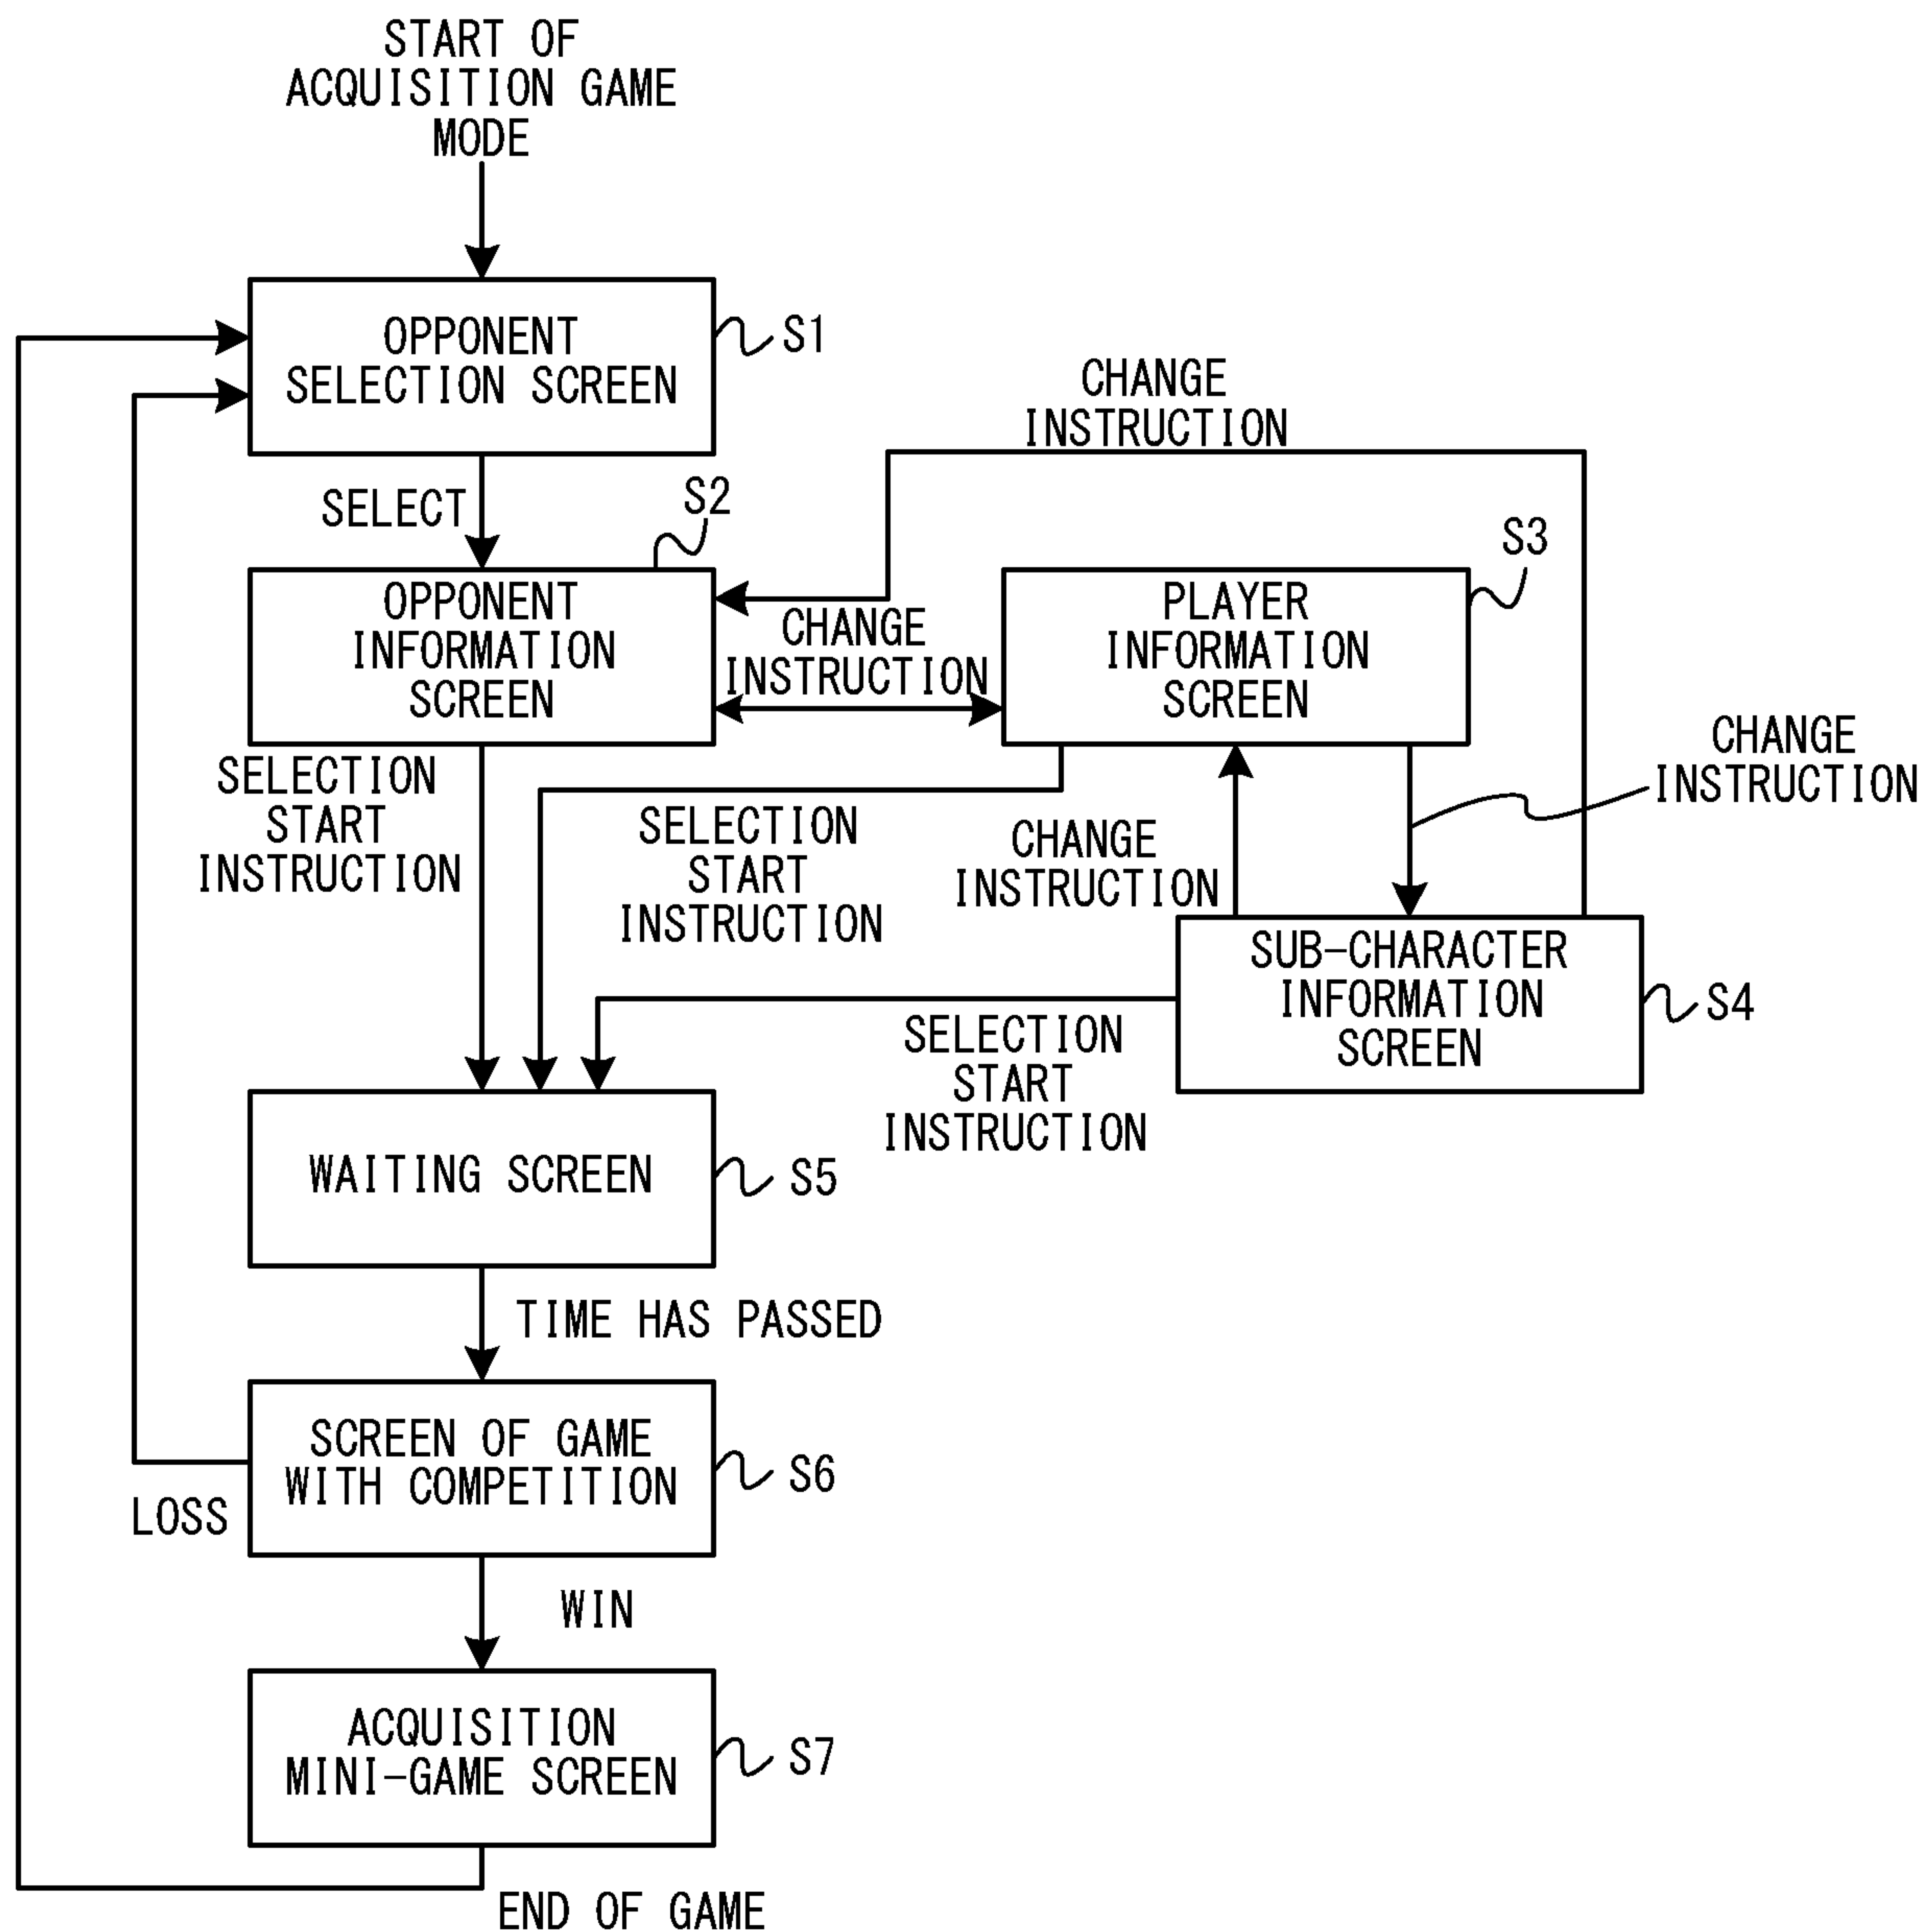 START OF
ACQUISITION GAME
MODE
OPPONENT
SELECTION SCREEN
S1
SELECT
S2
CHANGE
INSTRUCTION
S3
OPPONENT
INFORMATION
SCREEN
CHANGE
INSTRUCTION
PLAYER
INFORMATION
SCREEN
CHANGE
INSTRUCTION
SELECTION
START
INSTRUCTION
SELECTION
START
INSTRUCTION
CHANGE
INSTRUCTION
SUB-CHARACTER
INFORMATION
SCREEN
S4
SELECTION
START
INSTRUCTION
WAITING SCREEN
S5
TIME HAS PASSED
SCREEN OF GAME
WITH COMPETITION
S6
LOSS
WIN
ACQUISITION
MINI-GAME SCREEN
S7
END OF GAME